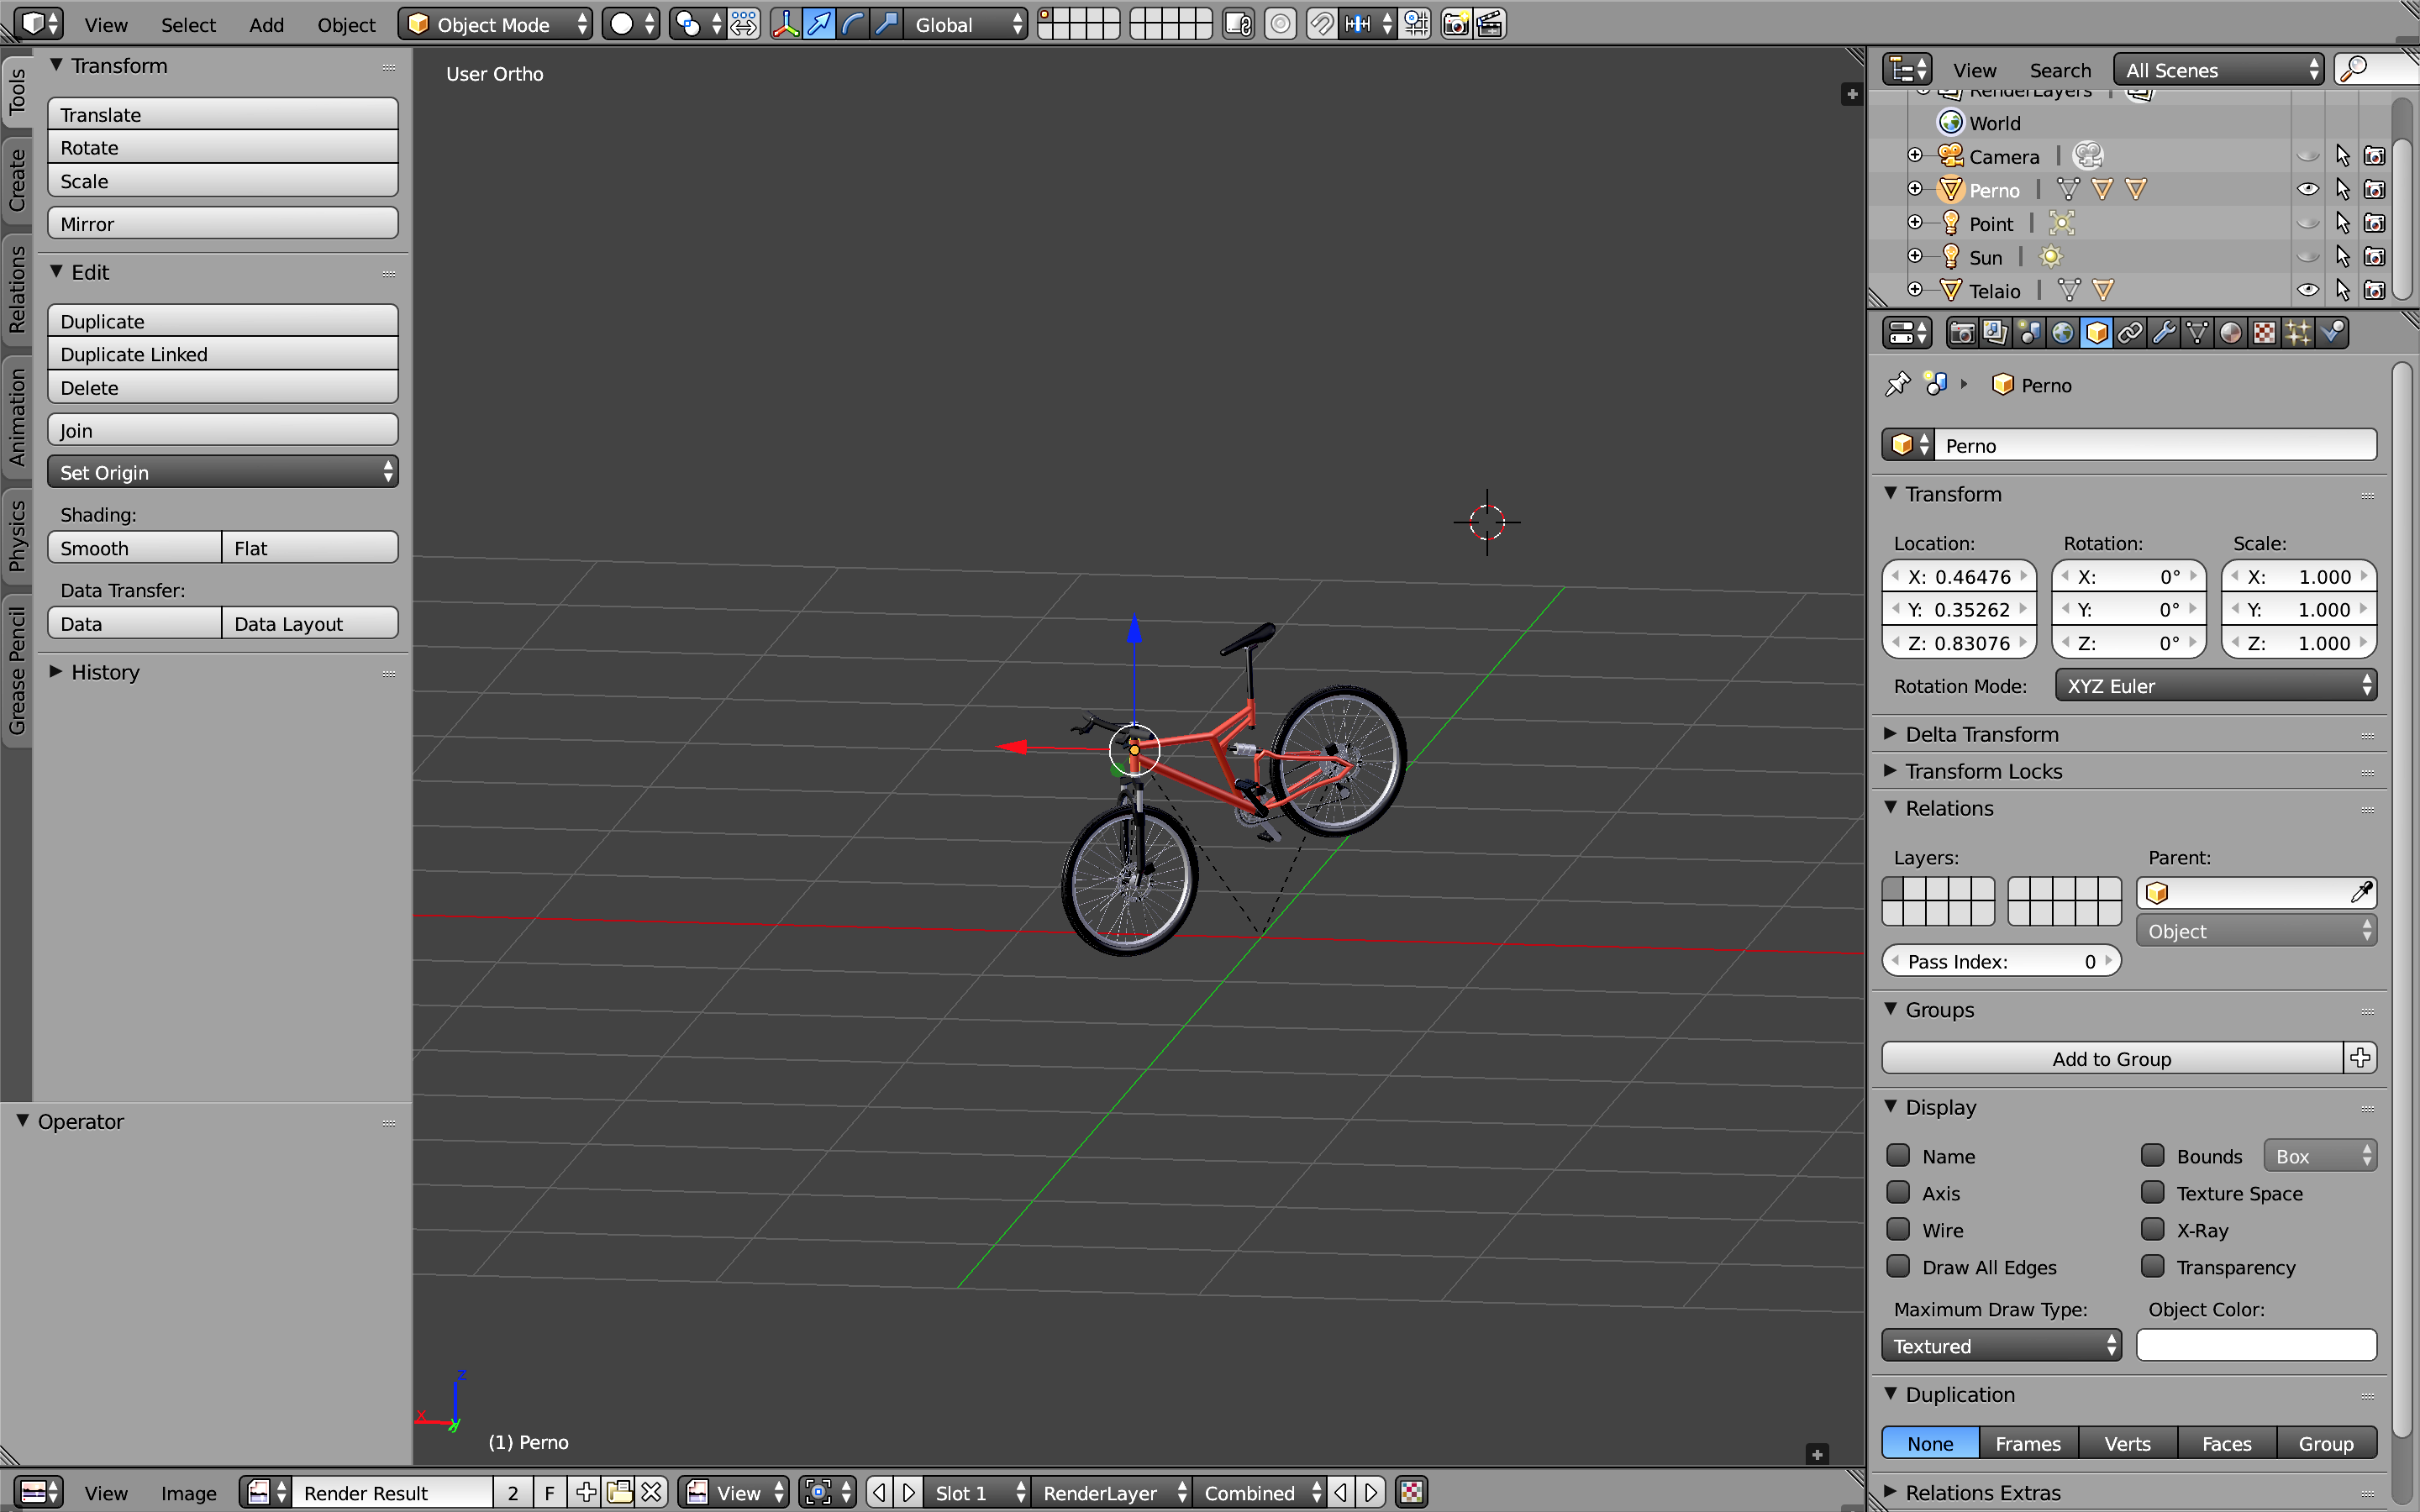 View Select Add Object Object Mode Global
Tools
Create
Relations
Animation
Physics
Grease Pencil
Transform
Translate
Rotate
Scale
Mirror
Edit
Duplicate
Duplicate Linked
Delete
Join
Set Origin
Shading:
Smooth Flat
Data Transfer:
Data Data Layout
History
Operator
User Ortho
z
x
y
(1) Perno
View Search All Scenes
RenderLayers
World
Camera
Perno
Point
Sun
Telaio
Perno
Perno
Transform
Location: Rotation: Scale:
X: 0.46476 X: 0° X: 1.000
Y: 0.35262 Y: 0° Y: 1.000
Z: 0.83076 Z: 0° Z: 1.000
Rotation Mode: XYZ Euler
Delta Transform
Transform Locks
Relations
Layers: Parent:
Object
Pass Index: 0
Groups
Add to Group
Display
Name Bounds Box
Axis Texture Space
Wire X-Ray
Draw All Edges Transparency
Maximum Draw Type: Object Color:
Textured
Duplication
None Frames Verts Faces Group
Relations Extras
View Image Render Result 2 F View Slot 1 RenderLayer Combined